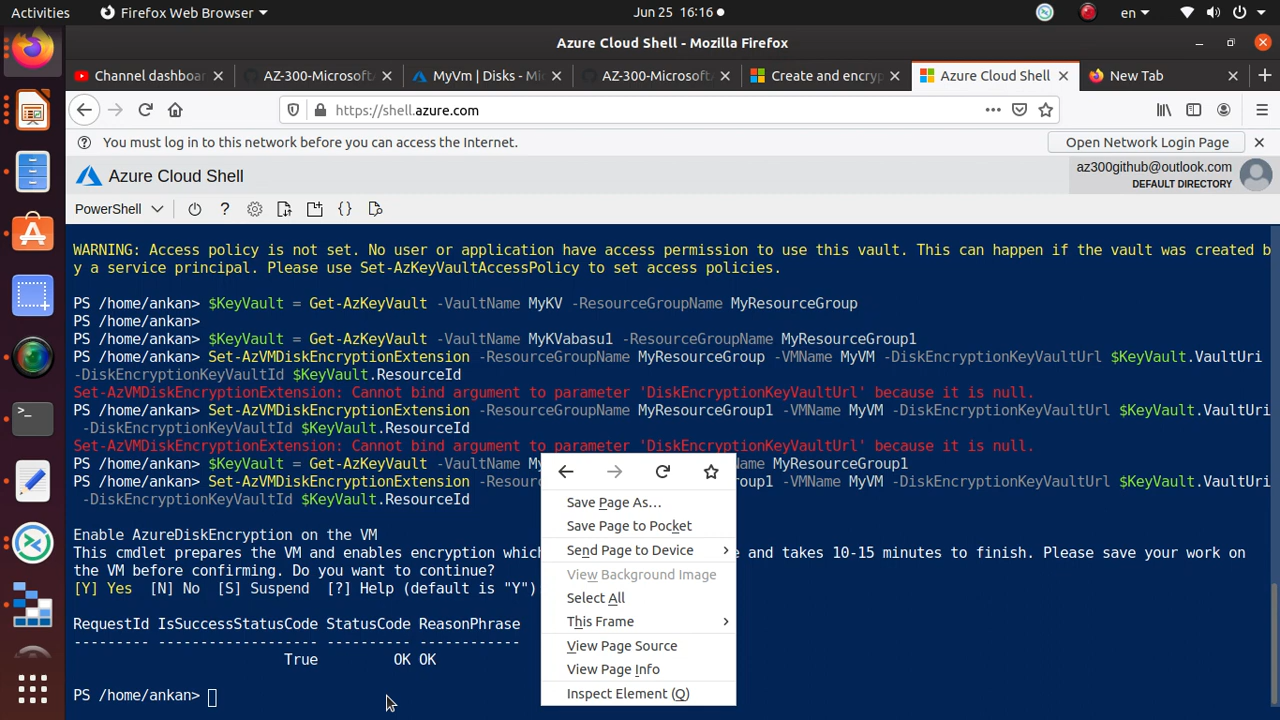 Activities
Firefox Web Browser
Jun 25 16:16
en
Channel dashboar
AZ-300-Microsoft
MyVm | Disks - Mi
AZ-300-Microsoft
Create and encryp
Azure Cloud Shell
New Tab
Azure Cloud Shell - Mozilla Firefox
https://shell.azure.com
You must log in to this network before you can access the Internet.
Open Network Login Page
Azure Cloud Shell
az300github@outlook.com
DEFAULT DIRECTORY
PowerShell
WARNING: Access policy is not set. No user or application have access permission to use this vault. This can happen if the vault was created b
y a service principal. Please use Set-AzKeyVaultAccessPolicy to set access policies.
PS /home/ankan> $KeyVault = Get-AzKeyVault -VaultName MyKV -ResourceGroupName MyResourceGroup
PS /home/ankan>
PS /home/ankan> $KeyVault = Get-AzKeyVault -VaultName MyKVabasu1 -ResourceGroupName MyResourceGroup1
PS /home/ankan> Set-AzVMDiskEncryptionExtension -ResourceGroupName MyResourceGroup -VMName MyVM -DiskEncryptionKeyVaultUrl $KeyVault.VaultUri
-DiskEncryptionKeyVaultId $KeyVault.ResourceId
Set-AzVMDiskEncryptionExtension: Cannot bind argument to parameter 'DiskEncryptionKeyVaultUrl' because it is null.
PS /home/ankan> Set-AzVMDiskEncryptionExtension -ResourceGroupName MyResourceGroup1 -VMName MyVM -DiskEncryptionKeyVaultUrl $KeyVault.VaultUri
-DiskEncryptionKeyVaultId $KeyVault.ResourceId
Set-AzVMDiskEncryptionExtension: Cannot bind argument to parameter 'DiskEncryptionKeyVaultUrl' because it is null.
PS /home/ankan> $KeyVault = Get-AzKeyVault -VaultName My Name MyResourceGroup1
PS /home/ankan> Set-AzVMDiskEncryptionExtension -Resour p1 -VMName MyVM -DiskEncryptionKeyVaultUrl $KeyVault.VaultUri
-DiskEncryptionKeyVaultId $KeyVault.ResourceId
Enable AzureDiskEncryption on the VM
This cmdlet prepares the VM and enables encryption whic and takes 10-15 minutes to finish. Please save your work on
the VM before confirming. Do you want to continue?
[Y] Yes [N] No [S] Suspend [?] Help (default is "Y")
RequestId IsSuccessStatusCode StatusCode ReasonPhrase
--------- ------------------- ---------- ------------
True OK OK
PS /home/ankan>
Save Page As…
Save Page to Pocket
Send Page to Device
View Background Image
Select All
This Frame
View Page Source
View Page Info
Inspect Element (Q)